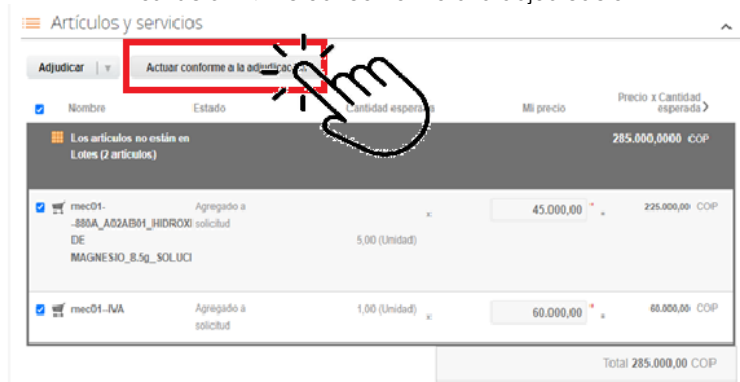 Artículos y servicios
Adjudicar
Actuar conforme a la adjudicac
Nombre
Estado
Cantidad esperada
Mi precio
Precio x Cantidad
esperada
Los artículos no están en
Lotes (2 artículos)
285.000,0000 COP
mec01-
-880A_A02AB01_HIDROXI
DE
MAGNESIO_8.5g_SOLUCI
Agregado a
solicitud
5,00 (Unidad)
x
45.000,00 *
=
225.000,00 COP
mec01--IVA
Agregado a
solicitud
1,00 (Unidad)
x
60.000,00 *
=
60.000,00 COP
Total 285.000,00 COP